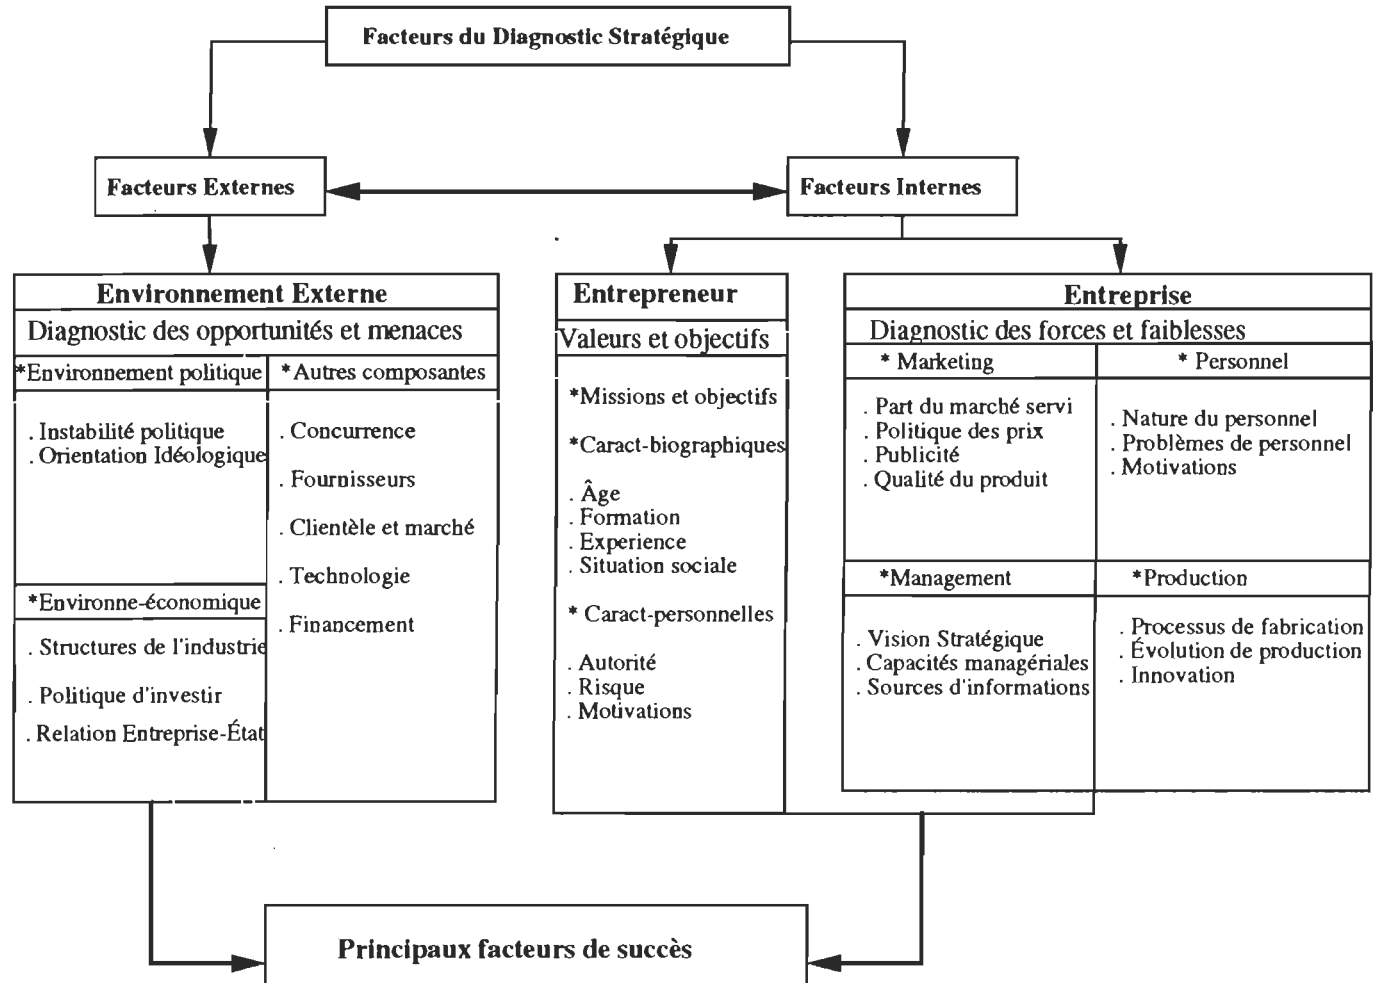 Facteurs du Diagnostic Stratégique
Facteurs Externes
Facteurs Internes
Environnement Externe
Diagnostic des opportunités et menaces
*Environnement politique
. Instabilité politique
. Orientation Idéologique
*Environne-économique
. Structures de l'industrie
. Politique d'investir
. Relation Entreprise-État
*Autres composantes
. Concurrence
. Fournisseurs
. Clientèle et marché
. Technologie
. Financement
Entrepreneur
Valeurs et objectifs
*Missions et objectifs
*Caract-biographiques
. Âge
. Formation
. Experience
. Situation sociale
* Caract-personnelles
. Autorité
. Risque
. Motivations
Entreprise
Diagnostic des forces et faiblesses
* Marketing
. Part du marché servi
. Politique des prix
. Publicité
. Qualité du produit
* Personnel
. Nature du personnel
. Problèmes de personnel
. Motivations
*Management
. Vision Stratégique
. Capacités managériales
. Sources d'informations
*Production
. Processus de fabrication
. Évolution de production
. Innovation
Principaux facteurs de succès